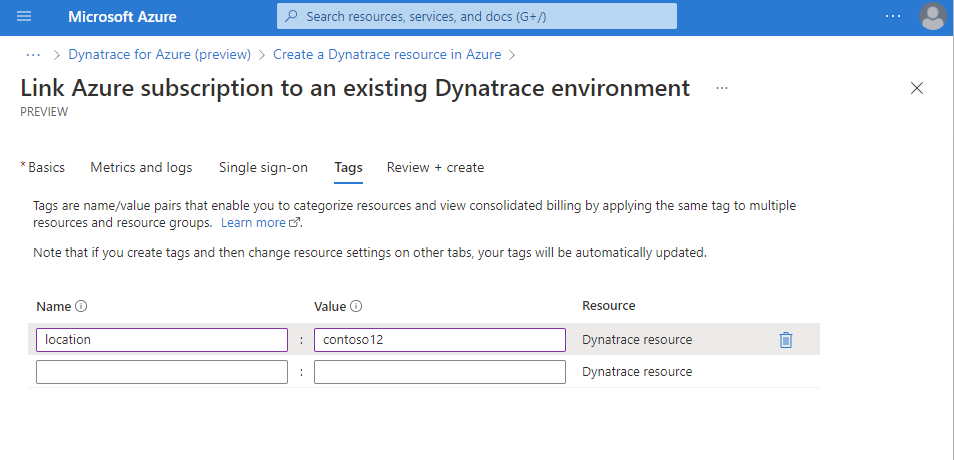 Microsoft Azure
Search resources, services, and docs (G+/)
...
... > Dynatrace for Azure (preview) > Create a Dynatrace resource in Azure >
Link Azure subscription to an existing Dynatrace environment ...
PREVIEW
* Basics Metrics and logs Single sign-on Tags Review + create
Tags are name/value pairs that enable you to categorize resources and view consolidated billing by applying the same tag to multiple
resources and resource groups. Learn more.
Note that if you create tags and then change resource settings on other tabs, your tags will be automatically updated.
Name Value Resource
location : contoso12 Dynatrace resource
: Dynatrace resource